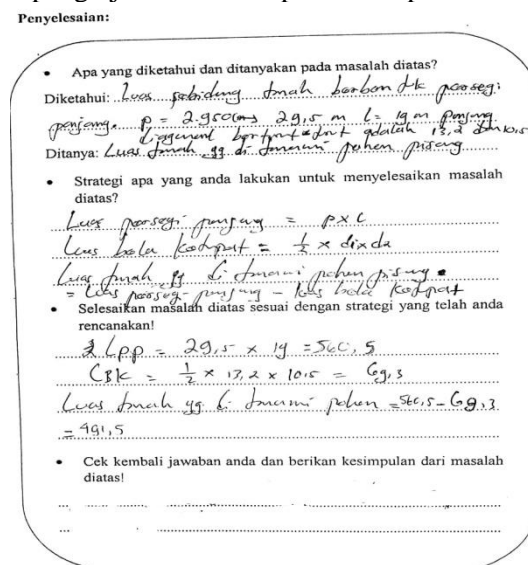 Penyelesaian:
Apa yang diketahui dan ditanyakan pada masalah diatas?
Diketahui: Luas sebidang tanah berbentuk persegi
panjang. p = 2.950 cm 29,5 m l = 19 m Panjang
diagonal 13,2 dan 10,5
Ditanya: Luas tanah yg di tanami pohon pisang
Strategi apa yang anda lakukan untuk menyelesaikan masalah
diatas?
Luas persegi panjang = p x l
Luas belah ketupat = 1/2 x d1 x d2
Luas tanah yg di tanami pohon pisang
= Luas persegi panjang - luas belah ketupat
Selesaikan masalah diatas sesuai dengan strategi yang telah anda
rencanakan!
Lpp = 29,5 x 19 = 560,5
LBK = 1/2 x 13,2 x 10,5 = 69,3
Luas tanah yg di tanami pohon = 560,5 - 69,3
= 491,5
Cek kembali jawaban anda dan berikan kesimpulan dari masalah
diatas!